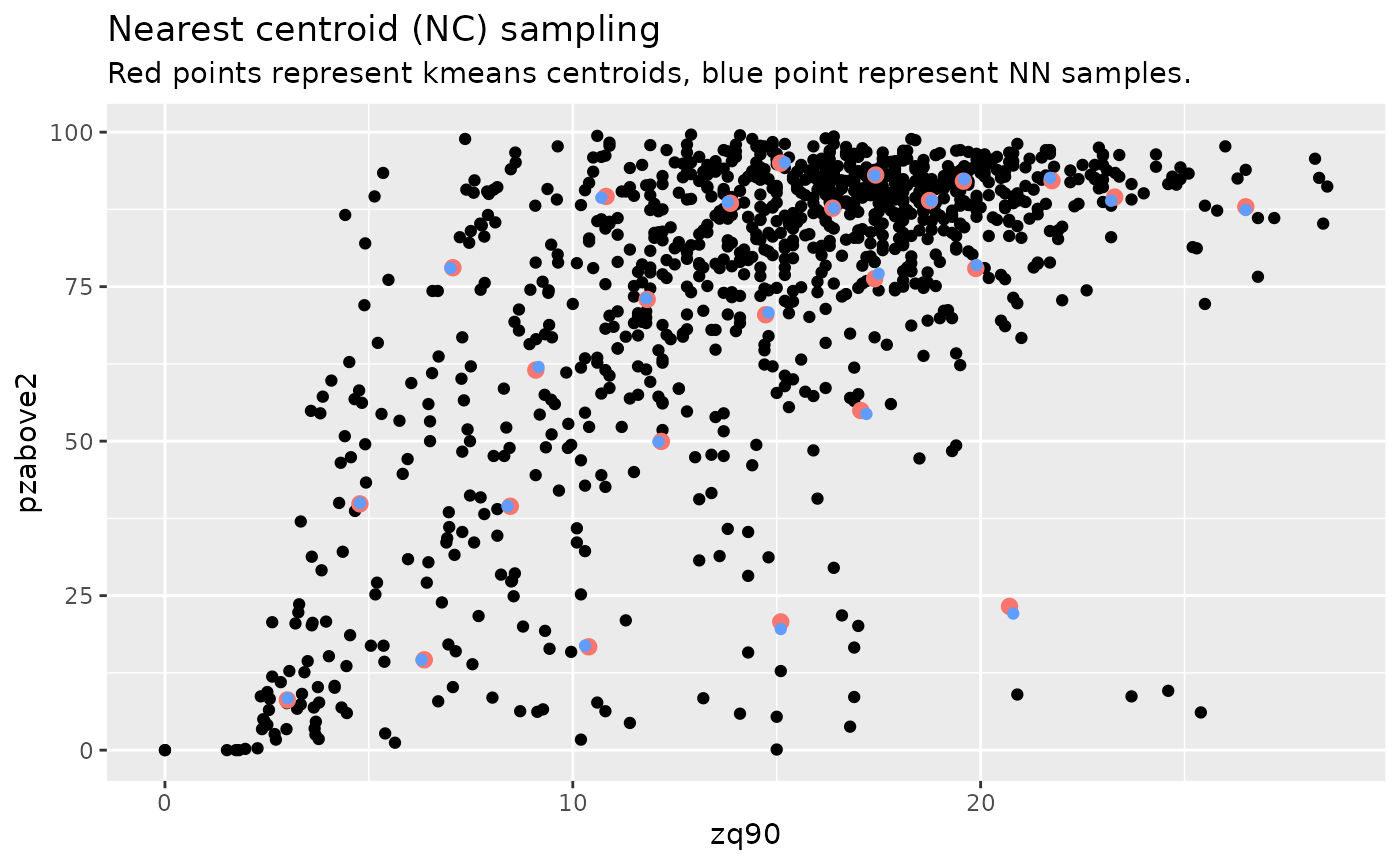 Nearest centroid (NC) sampling
Red points represent kmeans centroids, blue point represent NN samples.
100
75
50
25
0
pzabove2
0 10 20
zq90